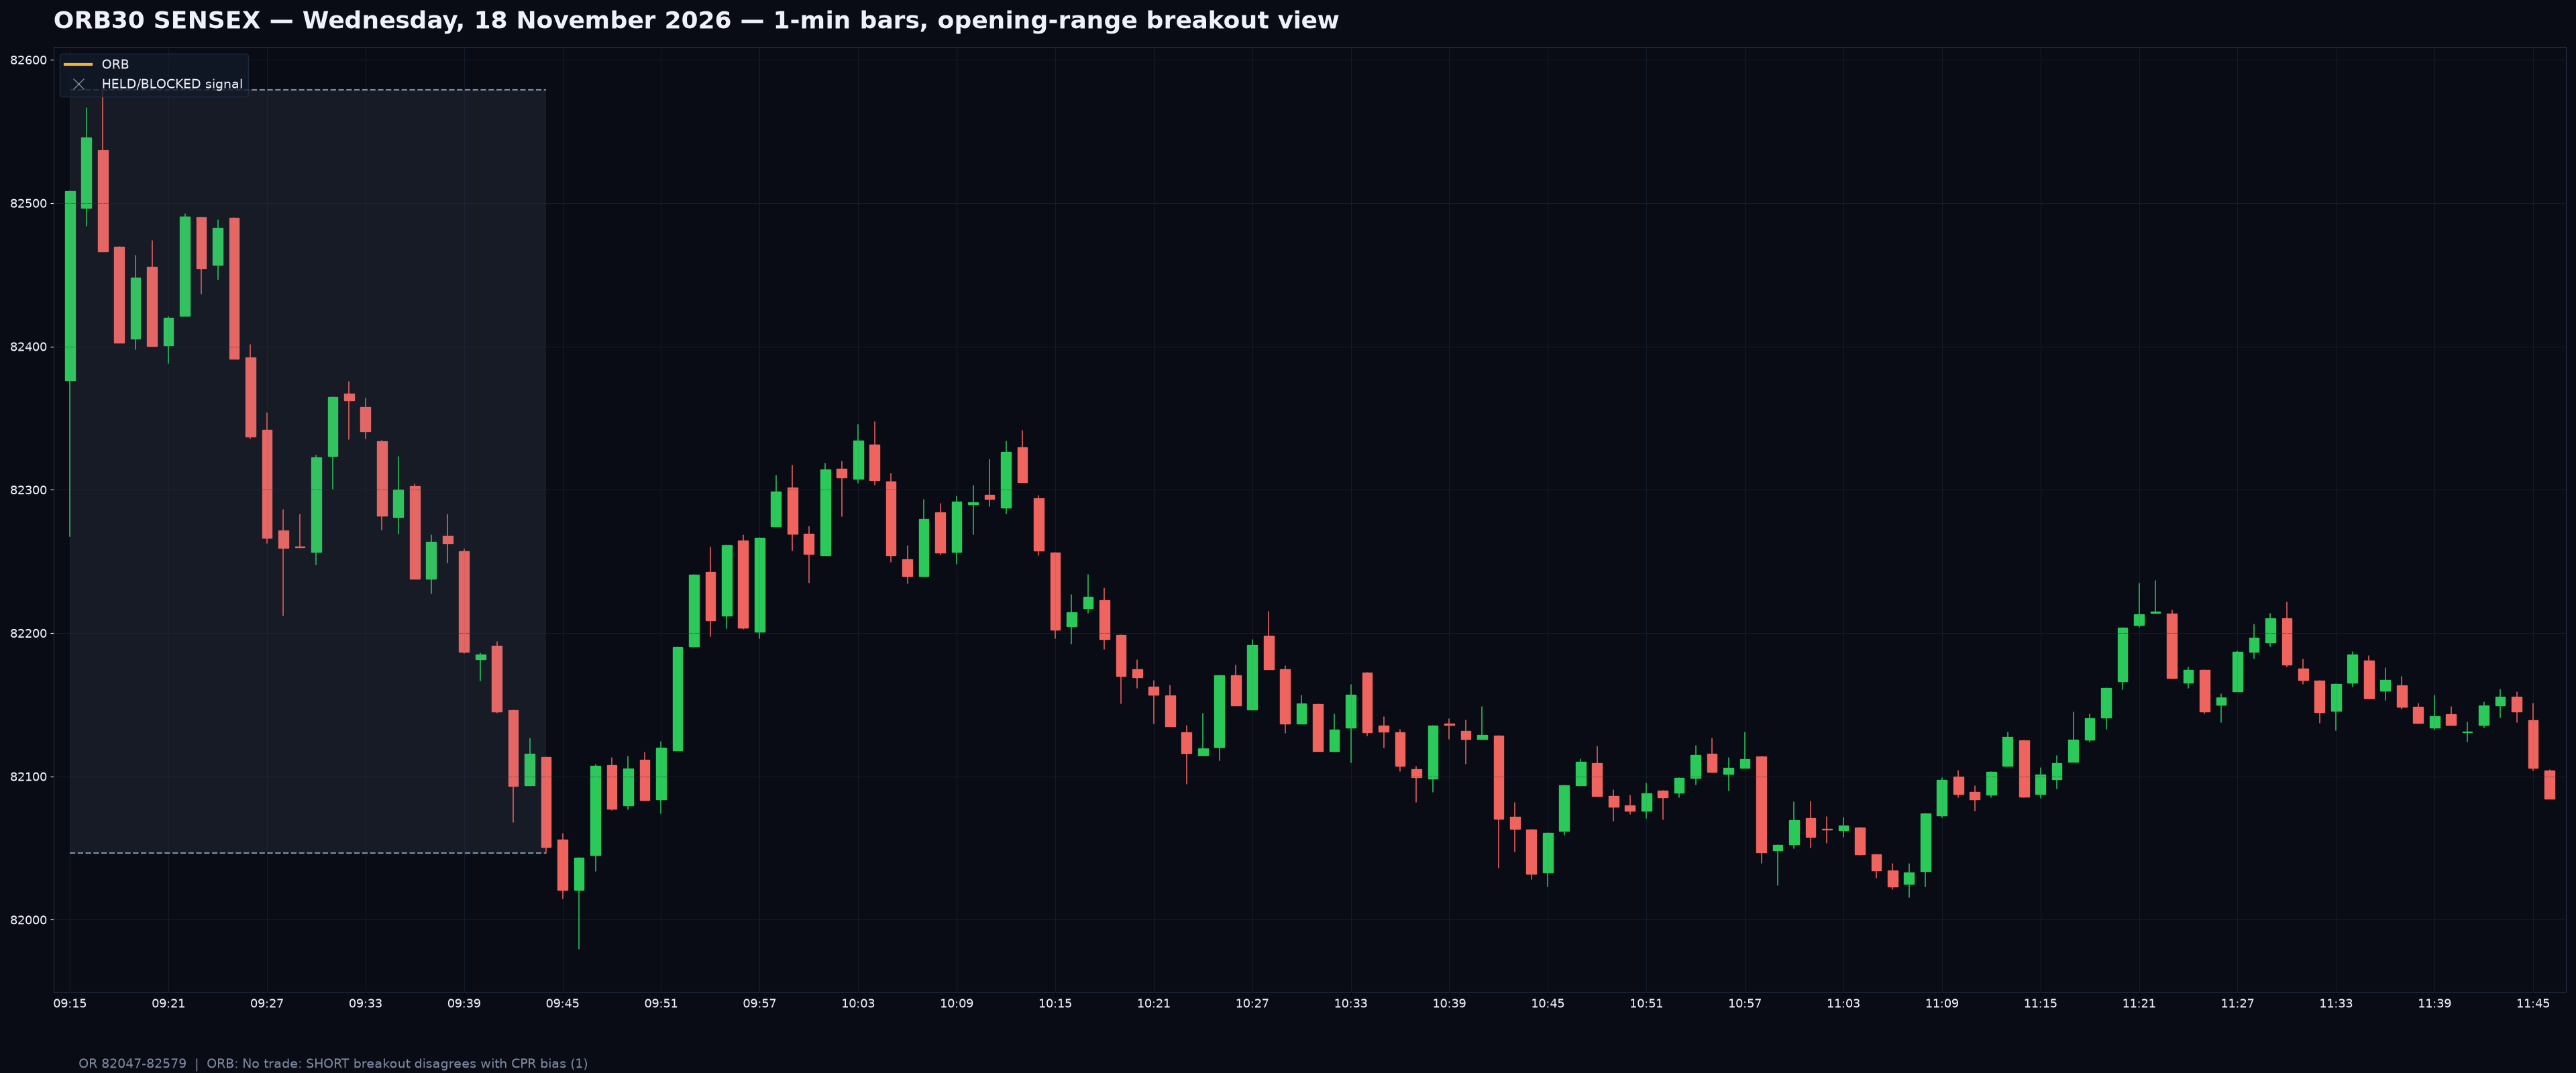 ORB30 SENSEX — Wednesday, 18 November 2026 — 1-min bars, opening-range breakout view
ORB
HELD/BLOCKED signal
82600
82500
82400
82300
82200
82100
82000
09:15 09:21 09:27 09:33 09:39 09:45 09:51 09:57 10:03 10:09 10:15 10:21 10:27 10:33 10:39 10:45 10:51 10:57 11:03 11:09 11:15 11:21 11:27 11:33 11:39 11:45
OR 82047-82579 | ORB: No trade: SHORT breakout disagrees with CPR bias (1)